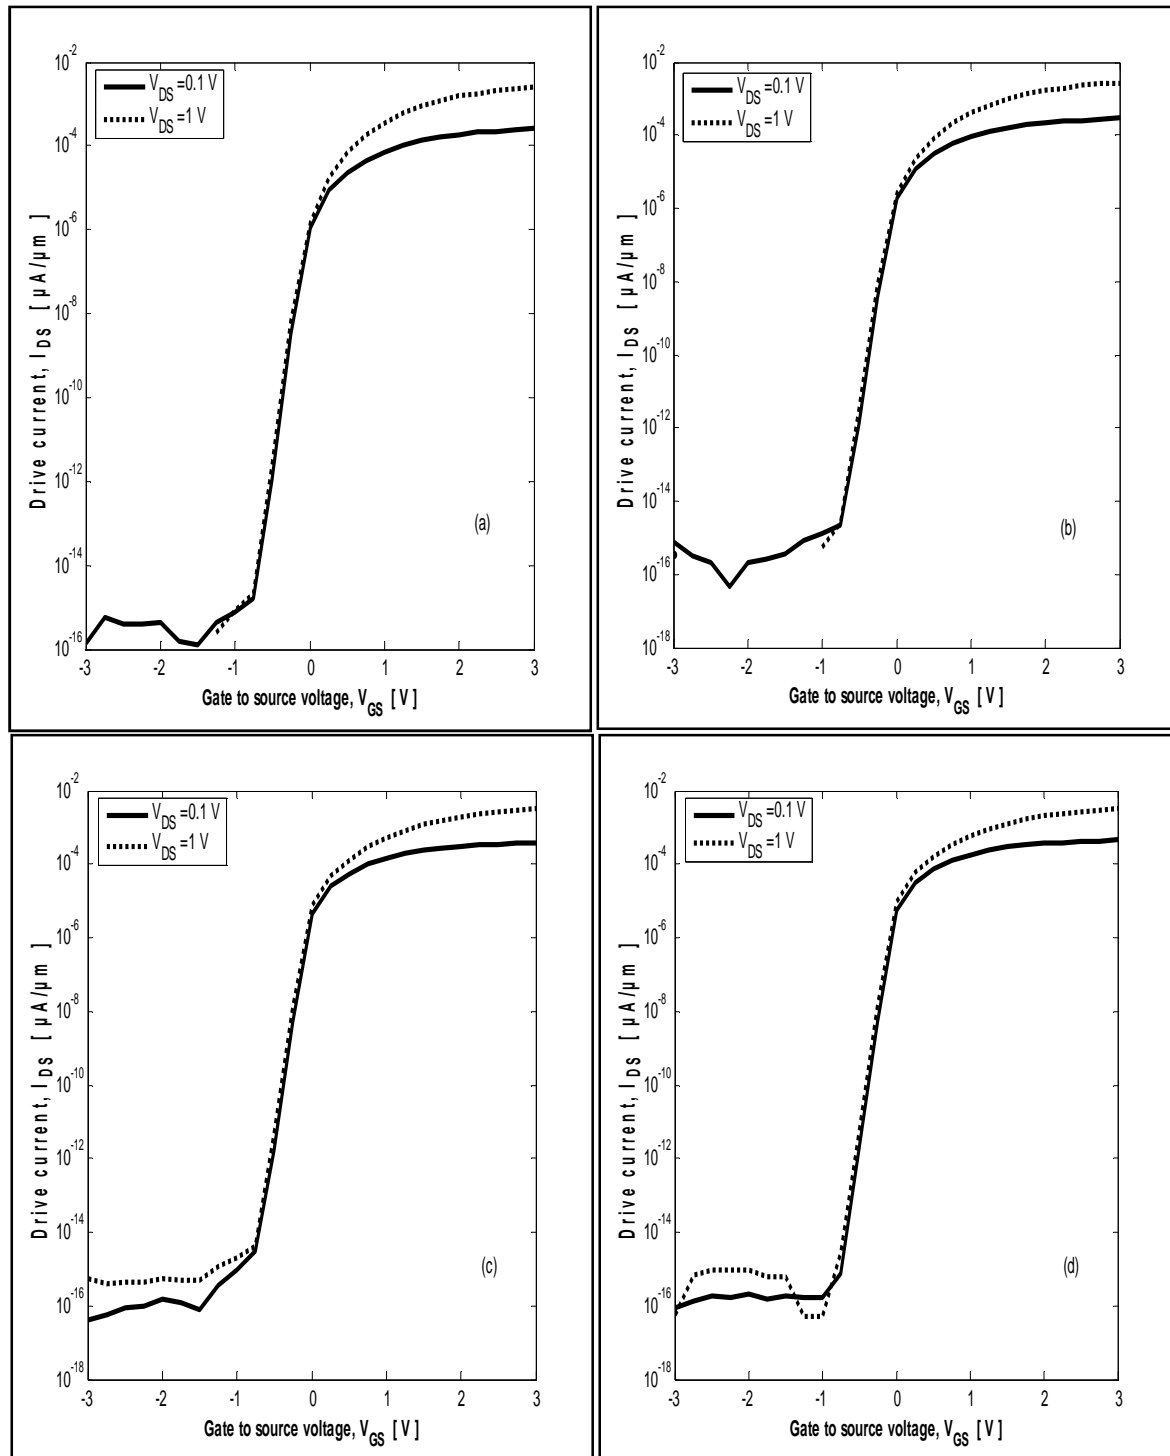 10^-2
10^-4
10^-6
10^-8
10^-10
10^-12
10^-14
10^-16
Drive current, I_DS [ µA/µm ]
V_DS=0.1 V
V_DS=1 V
(a)
-3 -2 -1 0 1 2 3
Gate to source voltage, V_GS [ V ]
10^-2
10^-4
10^-6
10^-8
10^-10
10^-12
10^-14
10^-16
10^-18
Drive current, I_DS [ µA/µm ]
V_DS=0.1 V
V_DS=1 V
(b)
-3 -2 -1 0 1 2 3
Gate to source voltage, V_GS [ V ]
10^-2
10^-4
10^-6
10^-8
10^-10
10^-12
10^-14
10^-16
10^-18
Drive current, I_DS [ µA/µm ]
V_DS=0.1 V
V_DS=1 V
(c)
-3 -2 -1 0 1 2 3
Gate to source voltage, V_GS [ V ]
10^-2
10^-4
10^-6
10^-8
10^-10
10^-12
10^-14
10^-16
10^-18
Drive current, I_DS [ µA/µm ]
V_DS=0.1 V
V_DS=1 V
(d)
-3 -2 -1 0 1 2 3
Gate to source voltage, V_GS [ V ]